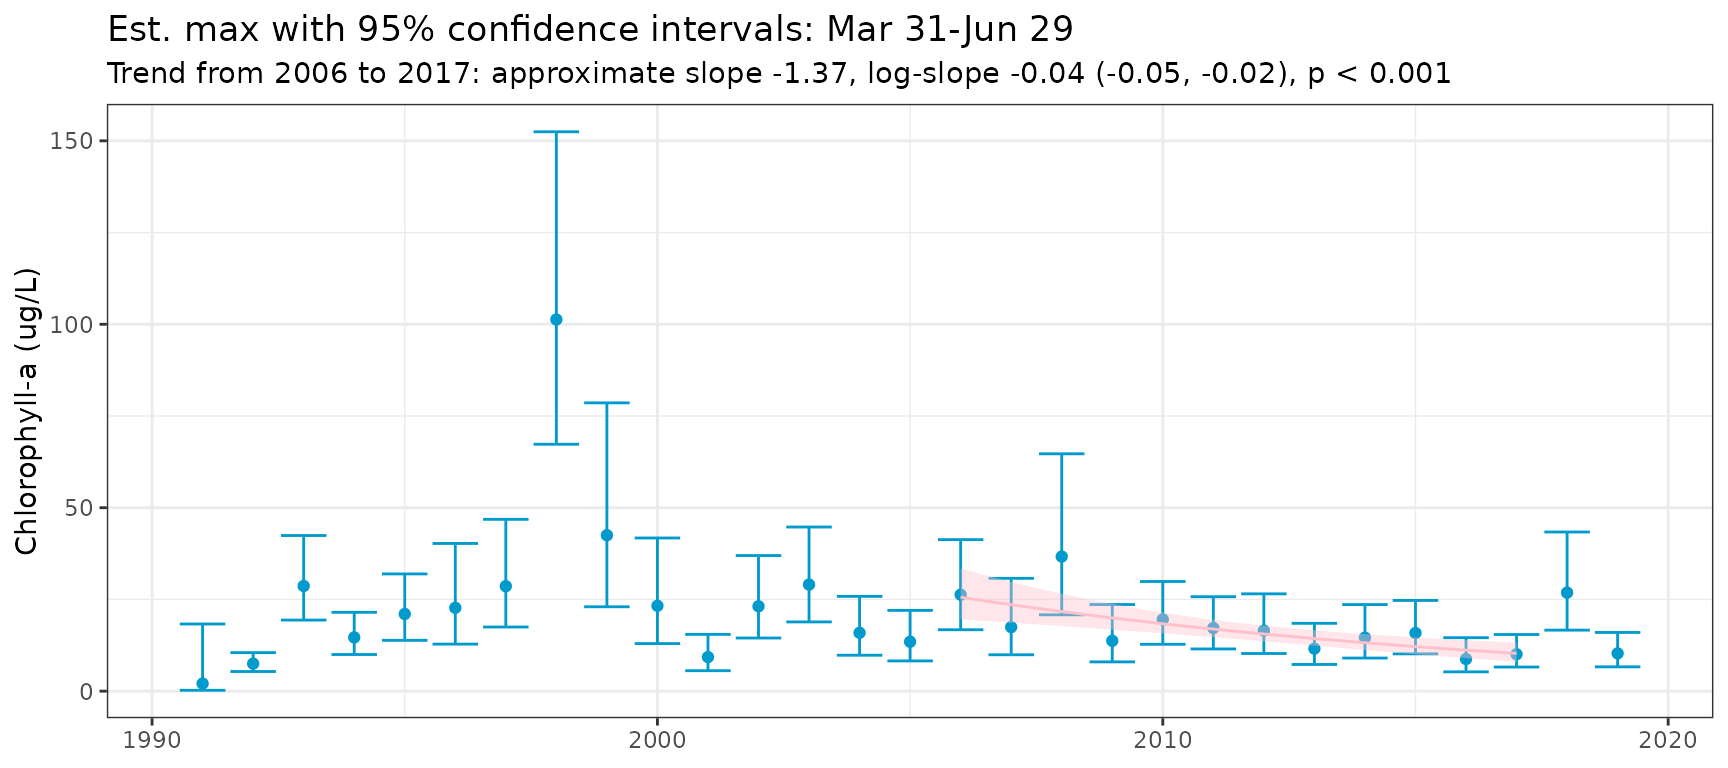 Est. max with 95% confidence intervals: Mar 31-Jun 29
Trend from 2006 to 2017: approximate slope -1.37, log-slope -0.04 (-0.05, -0.02), p < 0.001
Chlorophyll-a (ug/L)
150
100
50
0
1990
2000
2010
2020